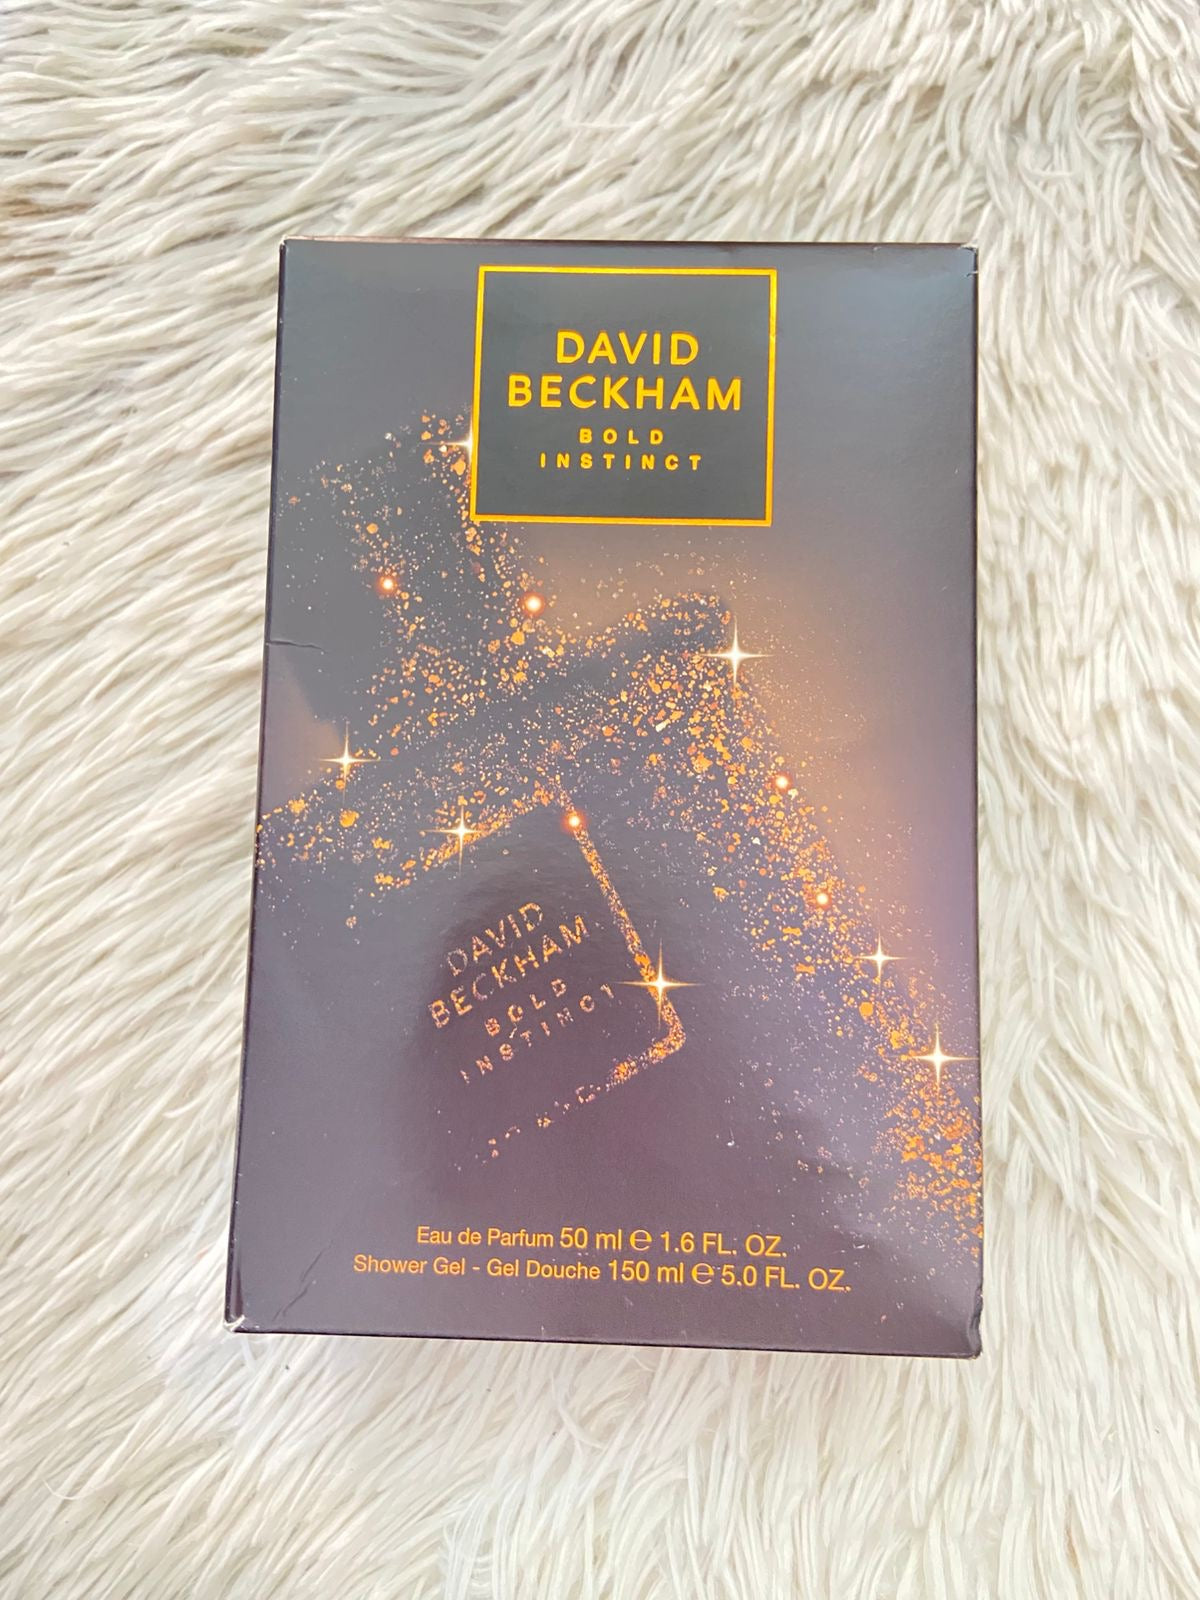 DAVID
BECKHAM
BOLD
INSTINCT
DAVID
BECKHAM
BOLD
INSTINCT
Eau de Parfum 50 ml ℮ 1.6 FL. OZ.
Shower Gel - Gel Douche 150 ml ℮ 5.0 FL. OZ.